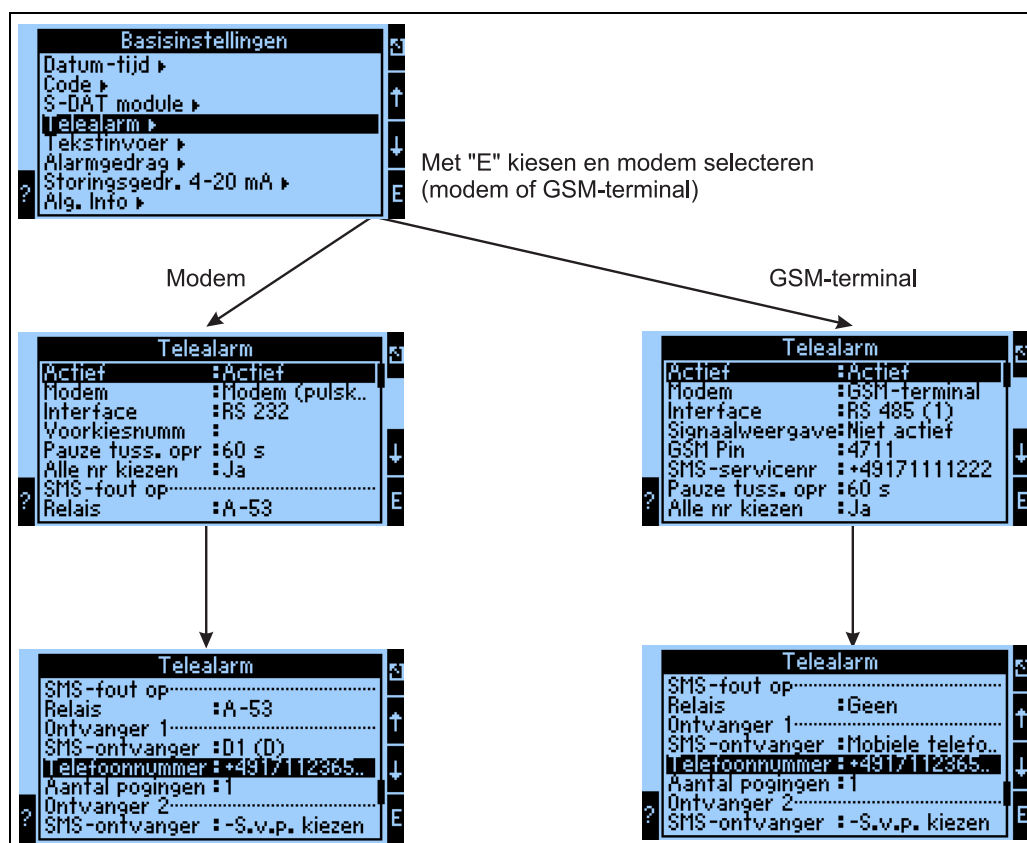 Basisinstellingen
Datum-tijd
Code
S-DAT module
Telealarm
Tekstinvoer
Alarmgedrag
Storingsgedr. 4-20 mA
Alg. Info
?
E
Met "E" kiesen en modem selecteren
(modem of GSM-terminal)
Modem
GSM-terminal
Telealarm
Actief :Actief
Modem :Modem (pulsk..
Interface :RS 232
Voorkiesnumm :
Pauze tuss. opr :60 s
Alle nr kiezen :Ja
SMS-fout op
Relais :A-53
?
E
Telealarm
Actief :Actief
Modem :GSM-terminal
Interface :RS 485 (1)
Signaalweergave:Niet actief
GSM Pin :4711
SMS-servicenr :+49171111222
Pauze tuss. opr :60 s
Alle nr kiezen :Ja
?
E
Telealarm
SMS-fout op
Relais :A-53
Ontvanger 1
SMS-ontvanger :D1 (D)
Telefoonnummer :+4917112365..
Aantal pogingen :1
Ontvanger 2
SMS-ontvanger :-S.v.p. kiezen
?
E
Telealarm
SMS-fout op
Relais :Geen
Ontvanger 1
SMS-ontvanger :Mobiele telefo..
Telefoonnummer :+4917112365..
Aantal pogingen :1
Ontvanger 2
SMS-ontvanger :-S.v.p. kiezen
?
E